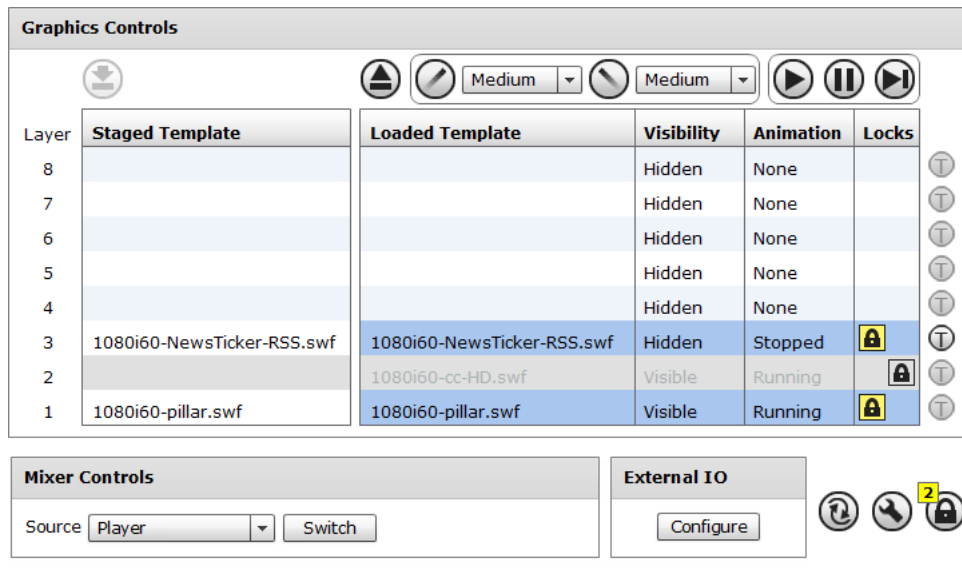 Graphics Controls
Medium Medium
Layer Staged Template Loaded Template Visibility Animation Locks
8 Hidden None T
7 Hidden None T
6 Hidden None T
5 Hidden None T
4 Hidden None T
3 1080i60-NewsTicker-RSS.swf 1080i60-NewsTicker-RSS.swf Hidden Stopped T
2 1080i60-cc-HD.swf Visible Running T
1 1080i60-pillar.swf 1080i60-pillar.swf Visible Running T
Mixer Controls External IO
2
Source Player Switch Configure